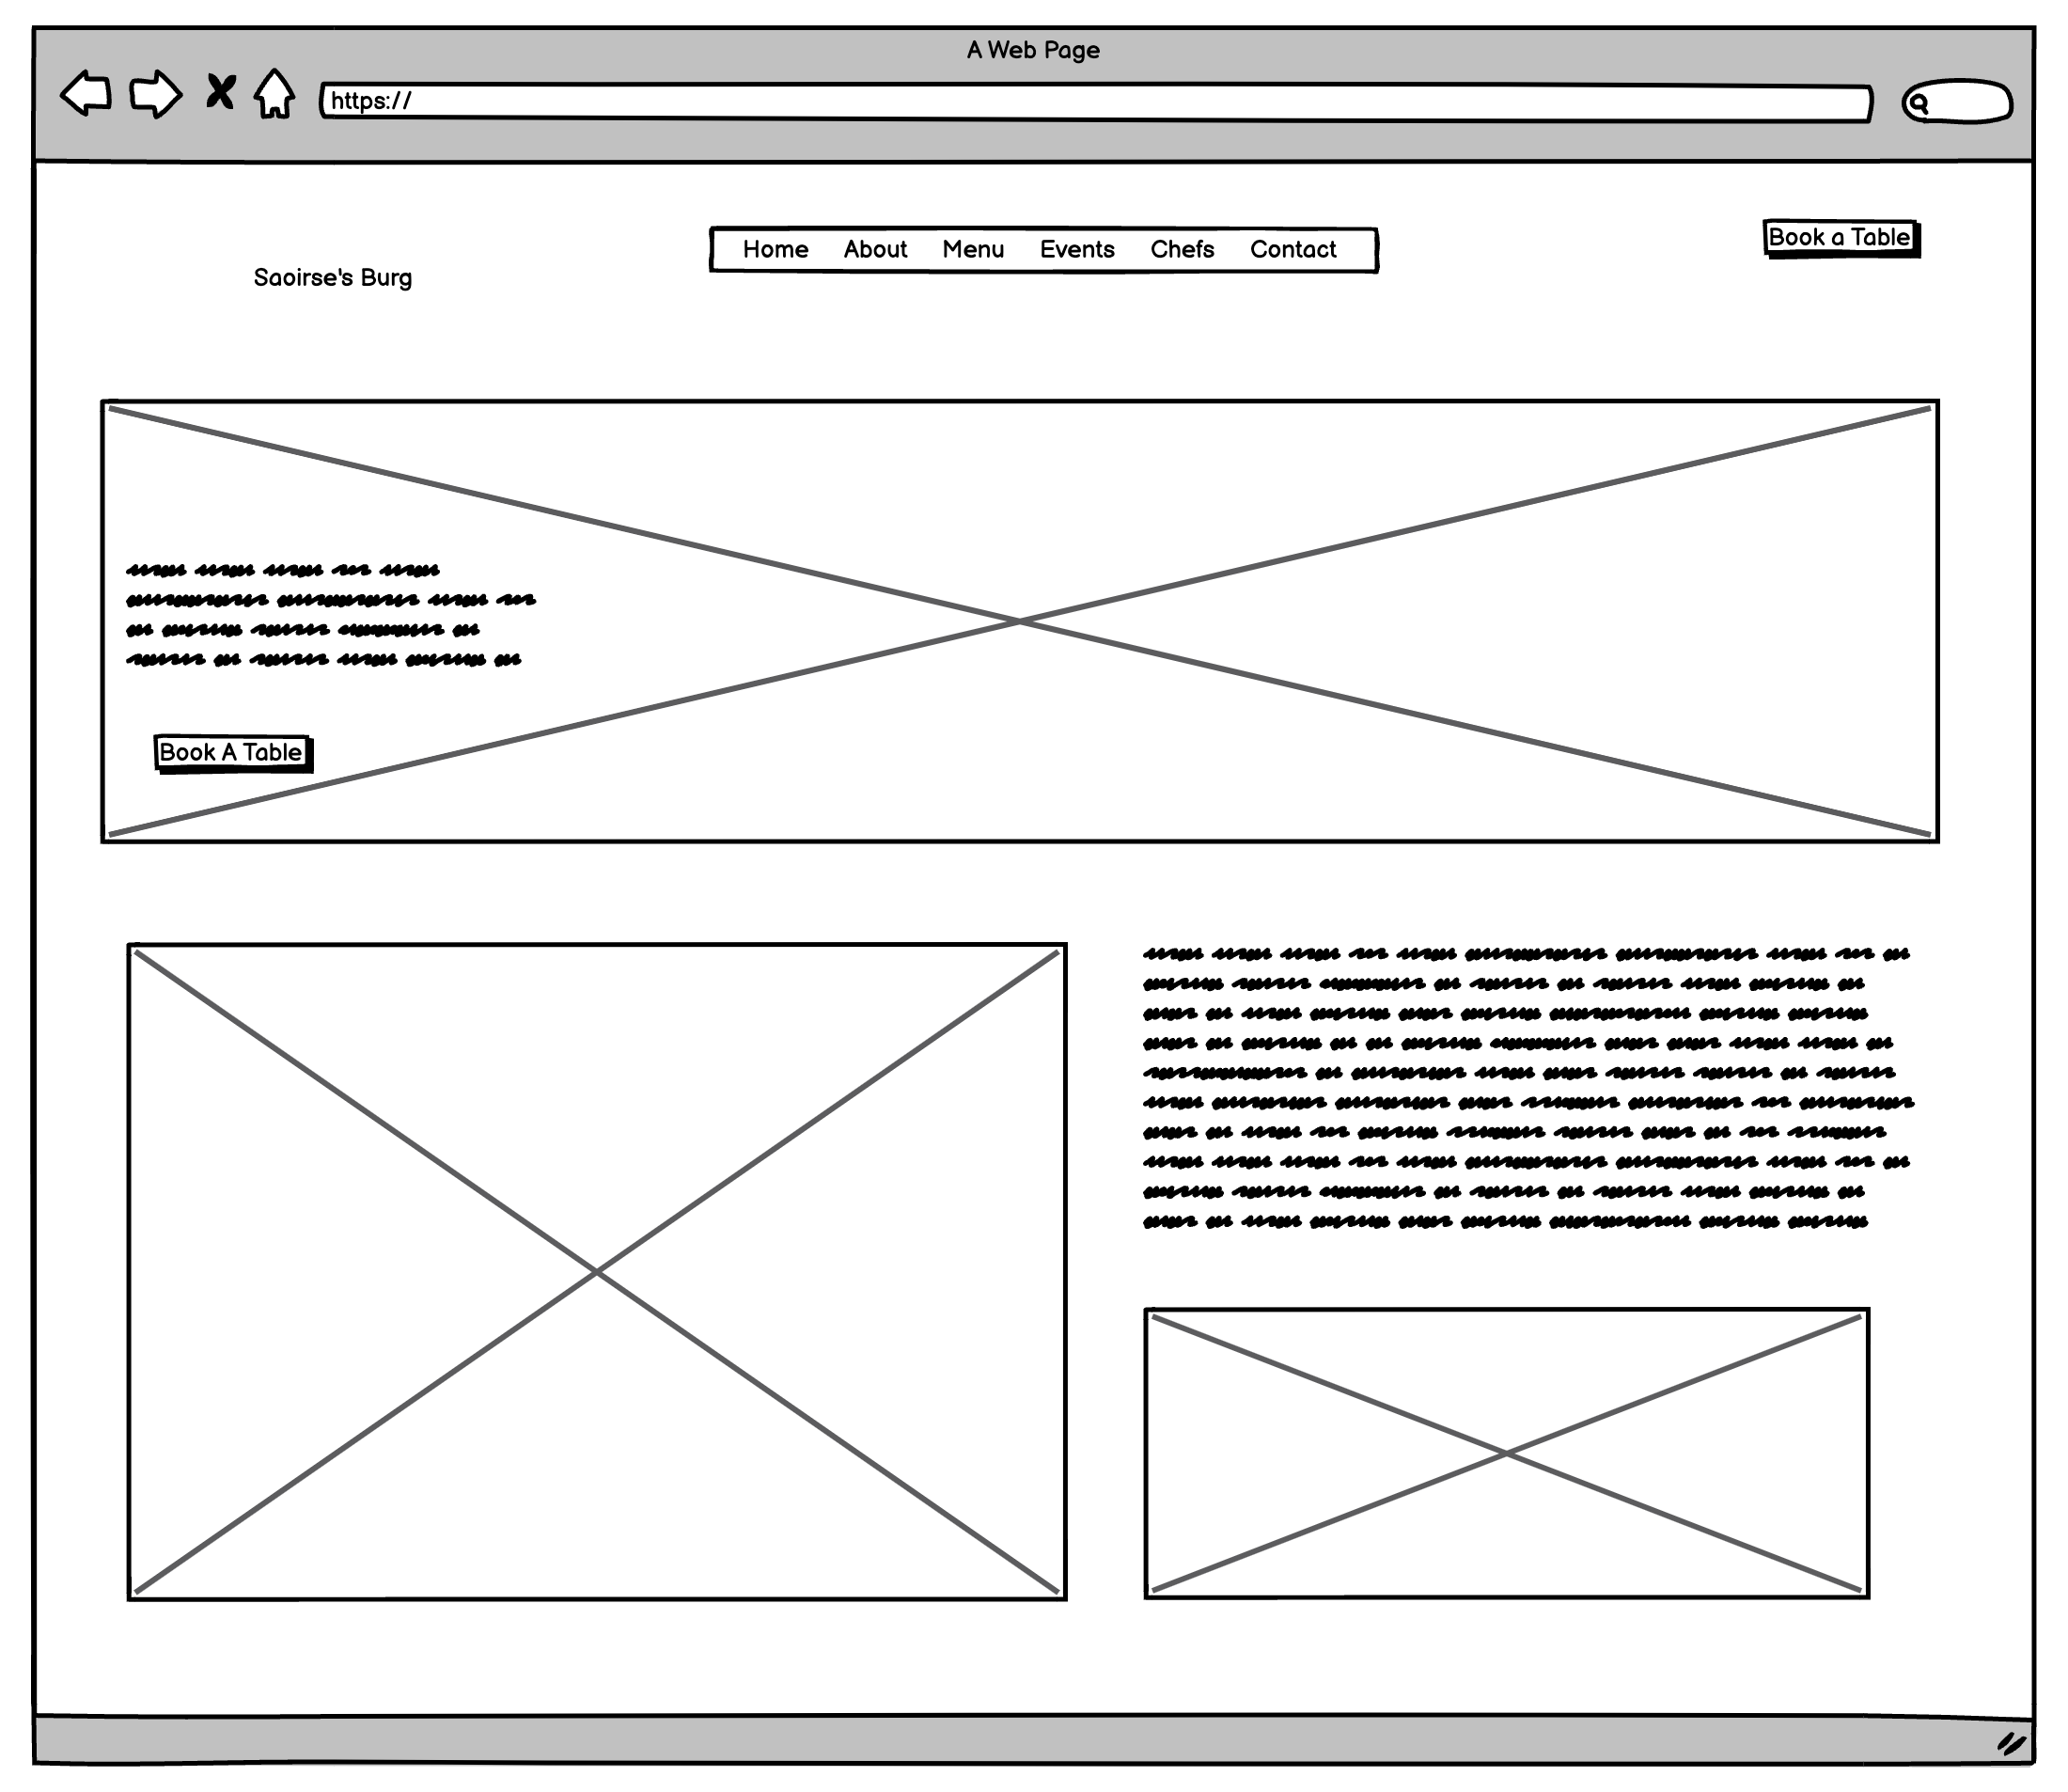 A Web Page
https://
Saoirse's Burg
Home About Menu Events Chefs Contact
Book a Table
Book A Table